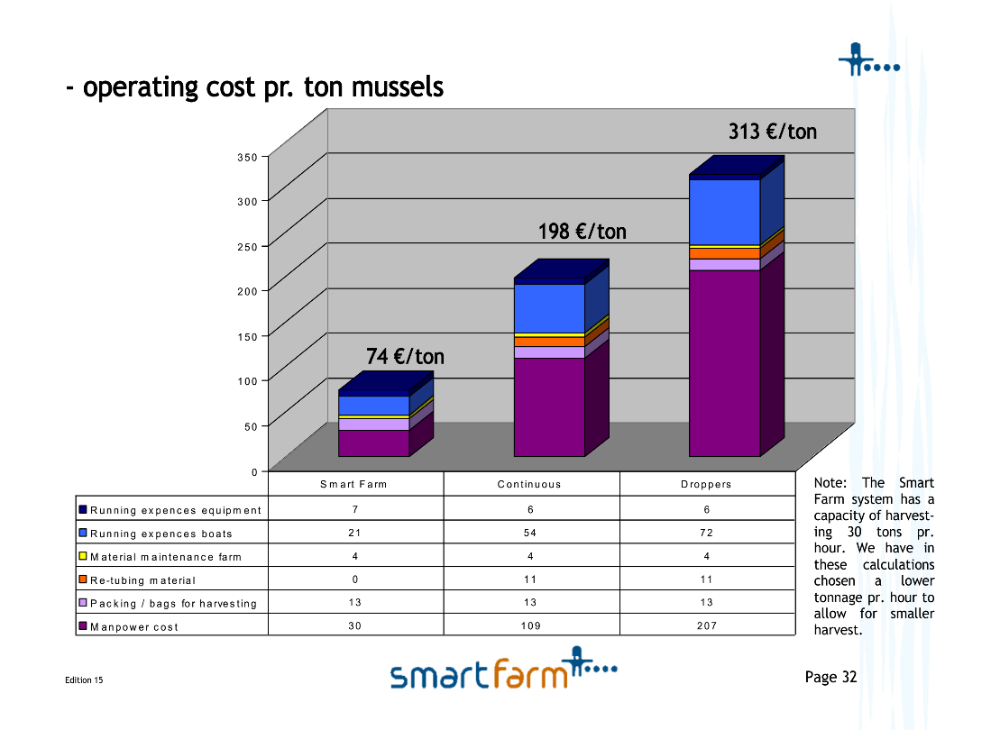 - operating cost pr. ton mussels
313 €/ton
198 €/ton
74 €/ton
350
300
250
200
150
100
50
0
Smart Farm Continuous Droppers
Running expences equipment 7 6 6
Running expences boats 21 54 72
Material maintenance farm 4 4 4
Re-tubing material 0 11 11
Packing / bags for harvesting 13 13 13
Manpower cost 30 109 207
Note: The Smart
Farm system has a
capacity of harvest-
ing 30 tons pr.
hour. We have in
these calculations
chosen a lower
tonnage pr. hour to
allow for smaller
harvest.
Edition 15
smartfarm
Page 32